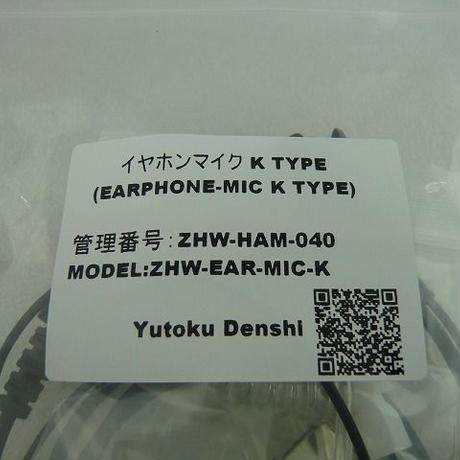 イヤホンマイク K TYPE
(EARPHONE-MIC K TYPE)
管理番号:ZHW-HAM-040
MODEL:ZHW-EAR-MIC-K
Yutoku Denshi